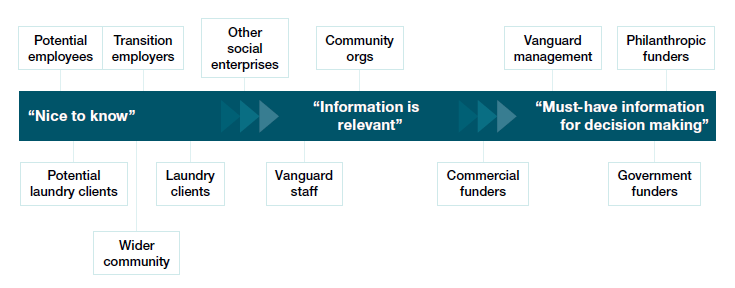 Potential
employees
Transition
employers
Other
social
enterprises
Community
orgs
Vanguard
management
Philanthropic
funders
“Nice to know”
“Information is
relevant”
“Must-have information
for decision making”
Potential
laundry clients
Laundry
clients
Vanguard
staff
Commercial
funders
Government
funders
Wider
community